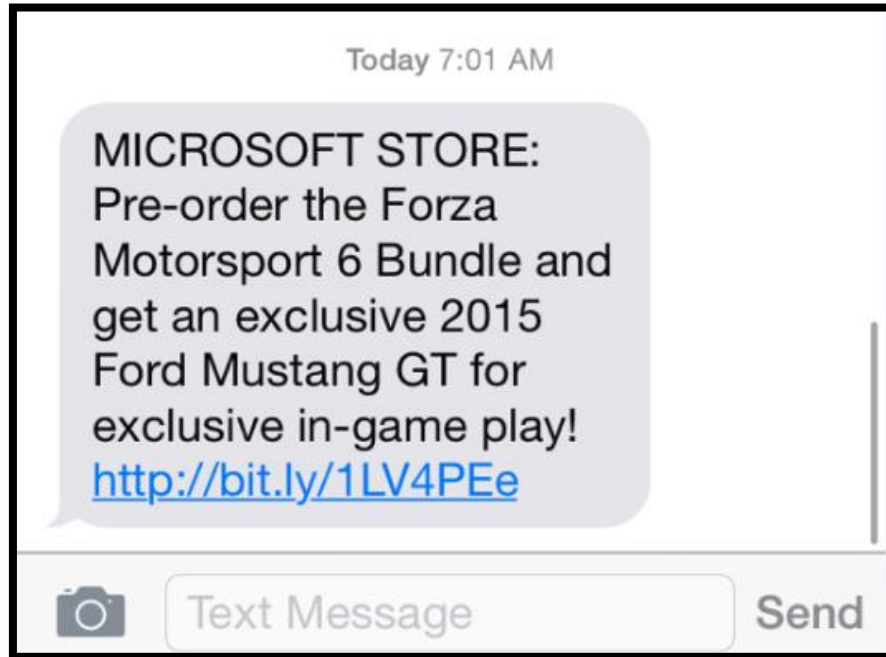 Today 7:01 AM
MICROSOFT STORE:
Pre-order the Forza
Motorsport 6 Bundle and
get an exclusive 2015
Ford Mustang GT for
exclusive in-game play!
http://bit.ly/1LV4PEe
Text Message
Send